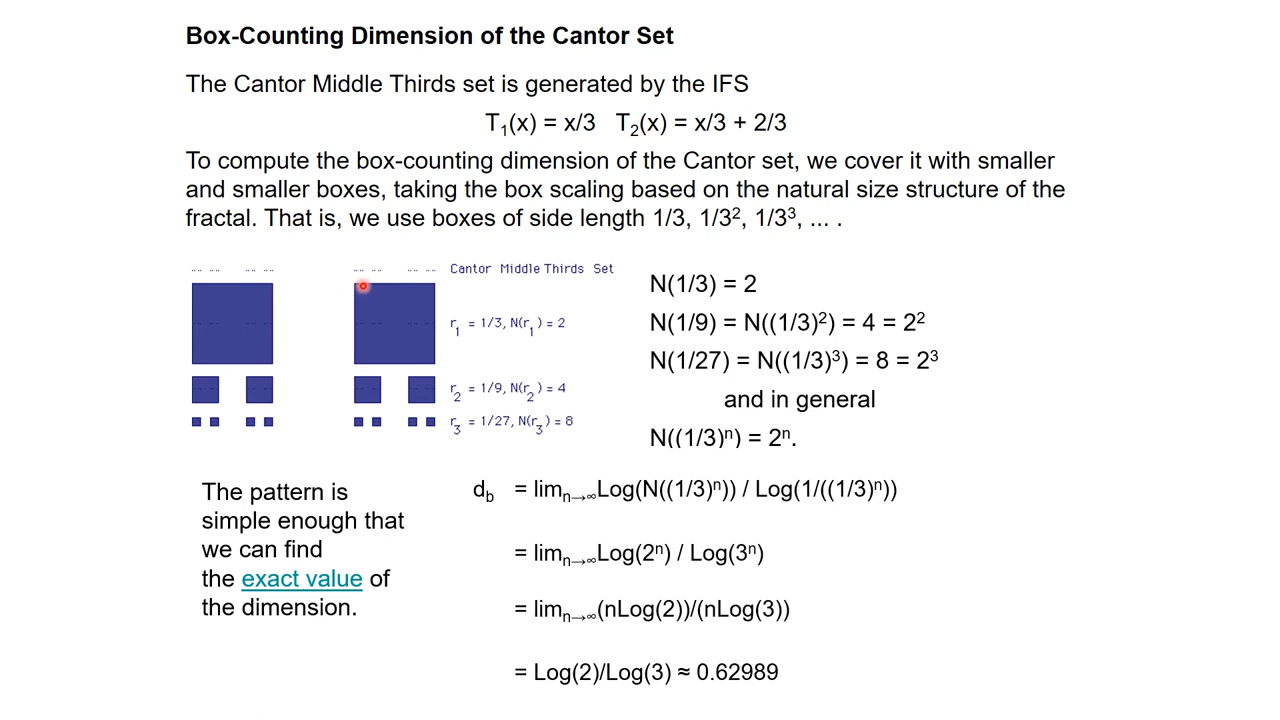 Box-Counting Dimension of the Cantor Set
The Cantor Middle Thirds set is generated by the IFS
T₁(x) = x/3 T₂(x) = x/3 + 2/3
To compute the box-counting dimension of the Cantor set, we cover it with smaller
and smaller boxes, taking the box scaling based on the natural size structure of the
fractal. That is, we use boxes of side length 1/3, 1/3², 1/3³, ... .
Cantor Middle Thirds Set
r₁ = 1/3, N(r₁) = 2
r₂ = 1/9, N(r₂) = 4
r₃ = 1/27, N(r₃) = 8
N(1/3) = 2
N(1/9) = N((1/3)²) = 4 = 2²
N(1/27) = N((1/3)³) = 8 = 2³
and in general
N((1/3)ⁿ) = 2ⁿ.
The pattern is
simple enough that
we can find
the exact value of
the dimension.
d_b = limₙ→∞Log(N((1/3)ⁿ)) / Log(1/((1/3)ⁿ))
= limₙ→∞Log(2ⁿ) / Log(3ⁿ)
= limₙ→∞(nLog(2))/(nLog(3))
= Log(2)/Log(3) ≈ 0.62989